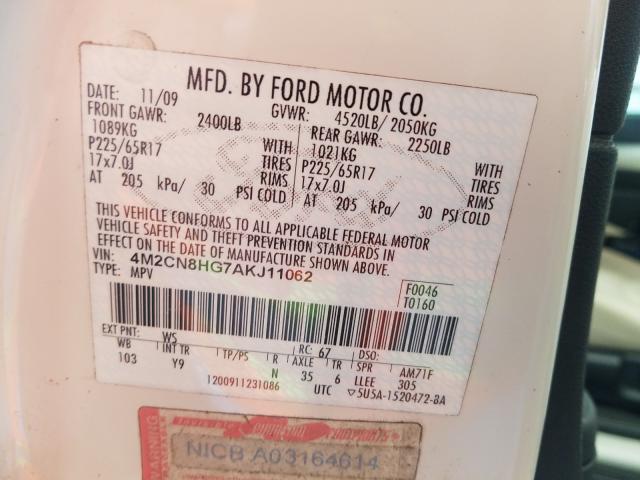 MFD. BY FORD MOTOR CO.
DATE: 11/09 GVWR: 4520LB/ 2050KG
FRONT GAWR: 2400LB REAR GAWR: 2250LB
1089KG WITH 1021KG WITH
P225/65R17 TIRES P225/65R17 TIRES
17x7.0J RIMS 17x7.0J RIMS
AT 205 kPa/ 30 PSI COLD AT 205 kPa/ 30 PSI COLD
THIS VEHICLE CONFORMS TO ALL APPLICABLE FEDERAL MOTOR
VEHICLE SAFETY AND THEFT PREVENTION STANDARDS IN
EFFECT ON THE DATE OF MANUFACTURE SHOWN ABOVE.
VIN: 4M2CN8HG7AKJ11062
TYPE: MPV
F0046
T0160
EXT PNT: WS RC: 67 DSO:
WB INT TR TP/PS R AXLE TR SPR AM71F
103 Y9 N 35 6 LLEE 305
1200911231086 UTC ▽5U5A-1520472-BA
WARNING
NICB A03164614